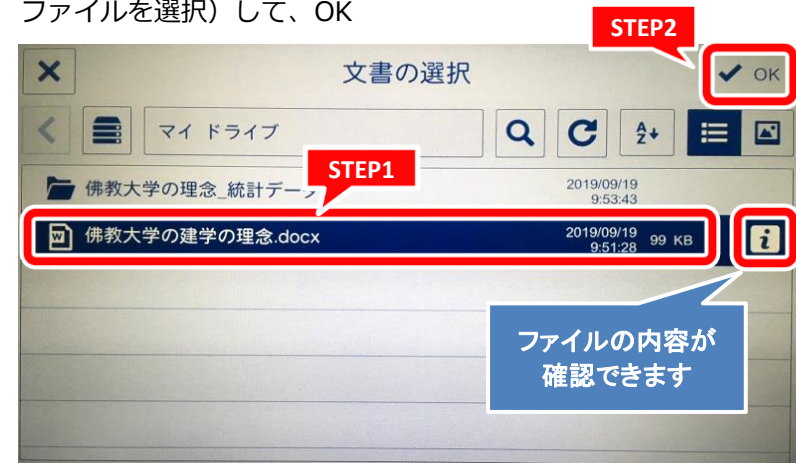 ファイルを選択）して、OK
STEP2
文書の選択
OK
マイ ドライブ
STEP1
佛教大学の理念_統計データ
2019/09/19
9:53:43
佛教大学の建学の理念.docx
2019/09/19
9:51:28
99 KB
ファイルの内容が
確認できます